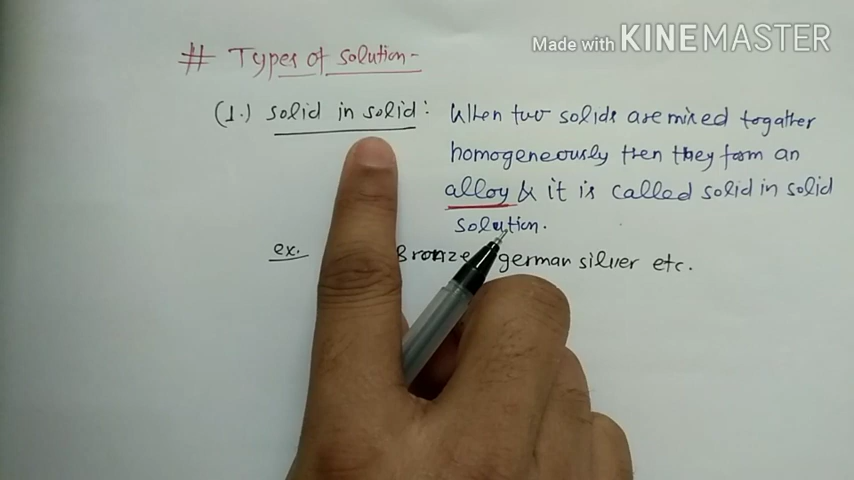 Made with KINEMASTER
# Types of solution-
(1.) solid in solid: When two solids are mixed togather
homogeneously then they form an
alloy & it is called solid in solid
solution.
ex. Bronze, german silver etc.